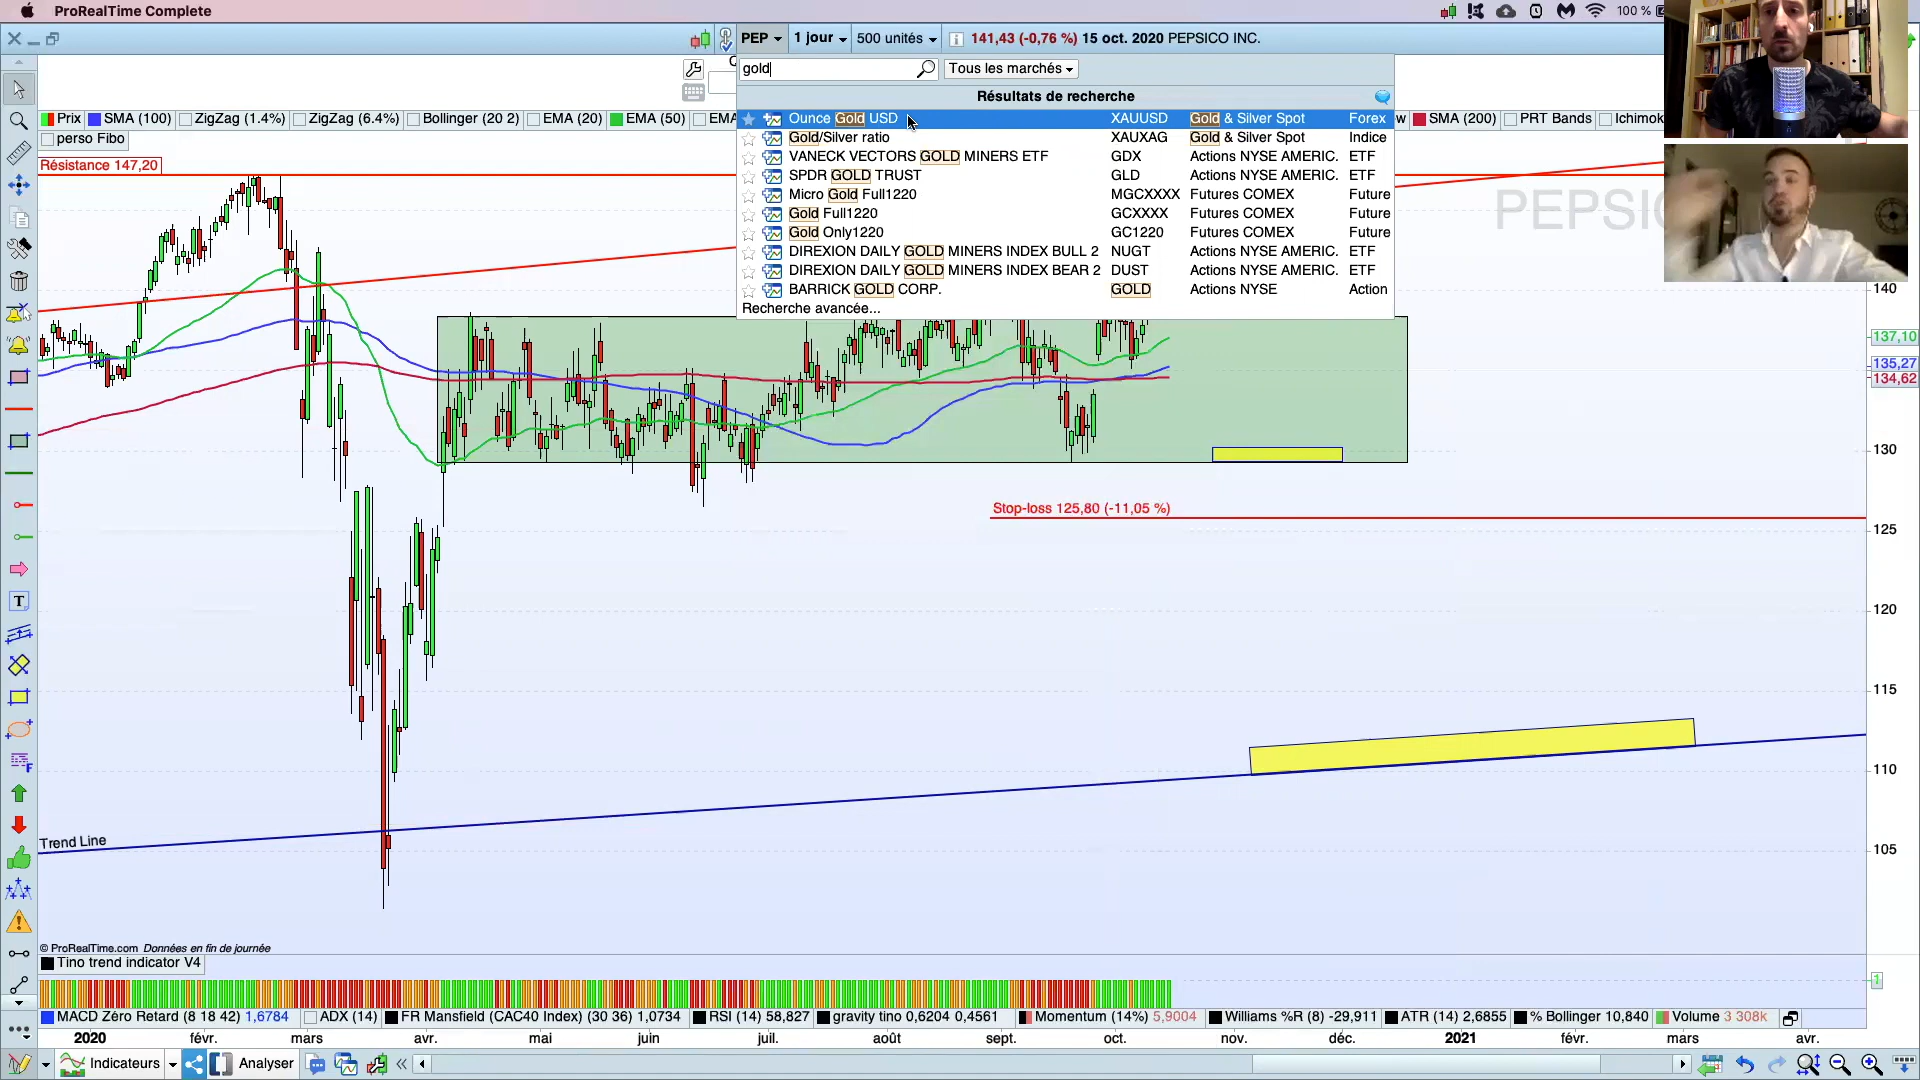 ProRealTime Complete
100 %
PEP 1 jour 500 unités 141,43 (-0,76 %) 15 oct. 2020 PEPSICO INC.
gold Tous les marchés
Résultats de recherche
Ounce Gold USD XAUUSD Gold & Silver Spot Forex
Gold/Silver ratio XAUXAG Gold & Silver Spot Indice
VANECK VECTORS GOLD MINERS ETF GDX Actions NYSE AMERIC. ETF
SPDR GOLD TRUST GLD Actions NYSE AMERIC. ETF
Micro Gold Full1220 MGCXXXX Futures COMEX Future
Gold Full1220 GCXXXX Futures COMEX Future
Gold Only1220 GC1220 Futures COMEX Future
DIREXION DAILY GOLD MINERS INDEX BULL 2 NUGT Actions NYSE AMERIC. ETF
DIREXION DAILY GOLD MINERS INDEX BEAR 2 DUST Actions NYSE AMERIC. ETF
BARRICK GOLD CORP. GOLD Actions NYSE Action
Recherche avancée...
Prix SMA (100) ZigZag (1.4%) ZigZag (6.4%) Bollinger (20 2) EMA (20) EMA (50) EMA SMA (200) PRT Bands Ichimok
perso Fibo
Résistance 147,20
PEPSI
140
137,10
135,27
134,62
130
Stop-loss 125,80 (-11,05 %)
125
120
115
110
Trend Line
105
© ProRealTime.com Données en fin de journée
Tino trend indicator V4
1
MACD Zéro Retard (8 18 42) 1,6784 ADX (14) FR Mansfield (CAC40 Index) (30 36) 1,0734 RSI (14) 58,827 gravity tino 0,6204 0,4561 Momentum (14%) 5,9004 Williams %R (8) -29,911 ATR (14) 2,6855 % Bollinger 10,840 Volume 3 308k
2020 févr. mars avr. mai juin juil. août sept. oct. nov. déc. 2021 févr. mars avr.
Indicateurs Analyser